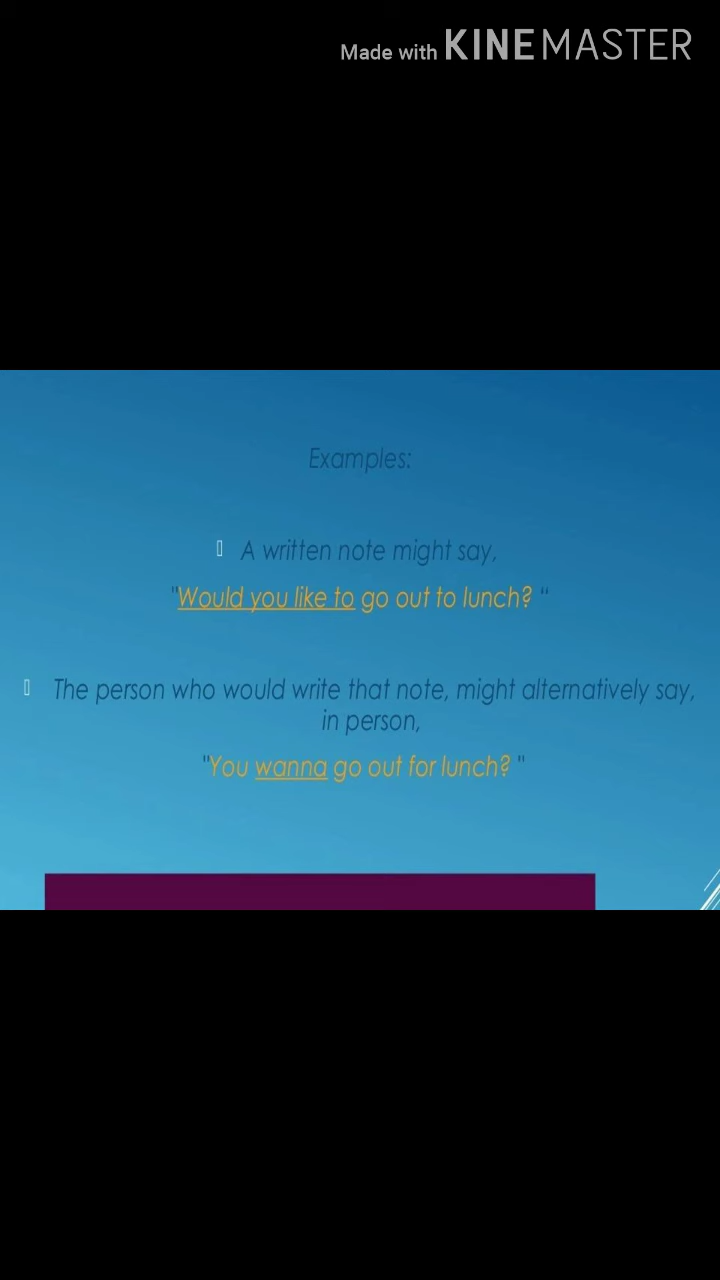 Made with KINEMASTER
Examples:
A written note might say,
"Would you like to go out to lunch? "
The person who would write that note, might alternatively say,
in person,
"You wanna go out for lunch? "